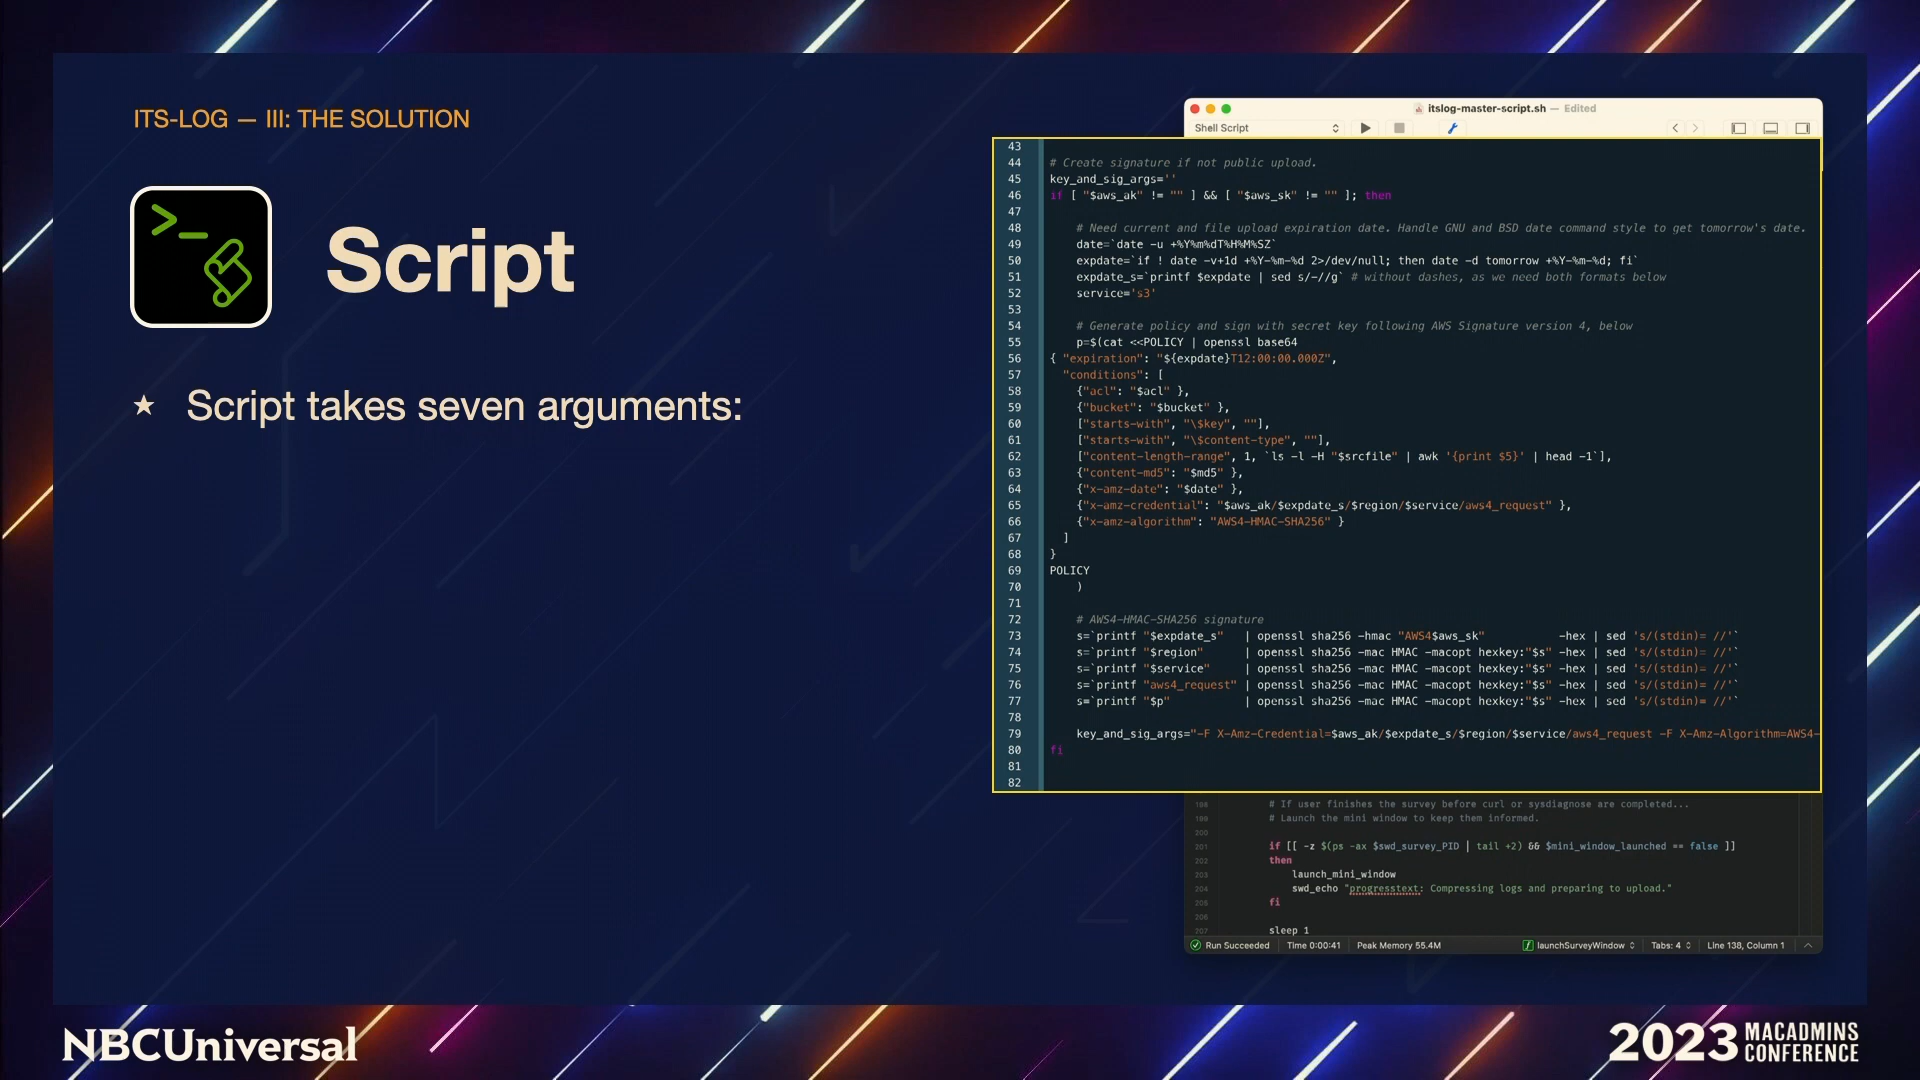 ITS-LOG — III: THE SOLUTION
Script
★ Script takes seven arguments:
itslog-master-script.sh — Edited
Shell Script
43
44 # Create signature if not public upload.
45 key_and_sig_args=''
46 if [ "$aws_ak" != "" ] && [ "$aws_sk" != "" ]; then
47
48 # Need current and file upload expiration date. Handle GNU and BSD date command style to get tomorrow's date.
49 date=`date -u +%Y%m%dT%H%M%SZ`
50 expdate=`if ! date -v+1d +%Y-%m-%d 2>/dev/null; then date -d tomorrow +%Y-%m-%d; fi`
51 expdate_s=`printf $expdate | sed s/-//g` # without dashes, as we need both formats below
52 service='s3'
53
54 # Generate policy and sign with secret key following AWS Signature version 4, below
55 p=$(cat <<POLICY | openssl base64
56 { "expiration": "${expdate}T12:00:00.000Z",
57 "conditions": [
58 {"acl": "$acl" },
59 {"bucket": "$bucket" },
60 ["starts-with", "\$key", ""],
61 ["starts-with", "\$content-type", ""],
62 ["content-length-range", 1, `ls -l -H "$srcfile" | awk '{print $5}' | head -1`],
63 {"content-md5": "$md5" },
64 {"x-amz-date": "$date" },
65 {"x-amz-credential": "$aws_ak/$expdate_s/$region/$service/aws4_request" },
66 {"x-amz-algorithm": "AWS4-HMAC-SHA256" }
67 ]
68 }
69 POLICY
70 )
71
72 # AWS4-HMAC-SHA256 signature
73 s=`printf "$expdate_s" | openssl sha256 -hmac "AWS4$aws_sk" -hex | sed 's/(stdin)= //'`
74 s=`printf "$region" | openssl sha256 -mac HMAC -macopt hexkey:"$s" -hex | sed 's/(stdin)= //'`
75 s=`printf "$service" | openssl sha256 -mac HMAC -macopt hexkey:"$s" -hex | sed 's/(stdin)= //'`
76 s=`printf "aws4_request" | openssl sha256 -mac HMAC -macopt hexkey:"$s" -hex | sed 's/(stdin)= //'`
77 s=`printf "$p" | openssl sha256 -mac HMAC -macopt hexkey:"$s" -hex | sed 's/(stdin)= //'`
78
79 key_and_sig_args="-F X-Amz-Credential=$aws_ak/$expdate_s/$region/$service/aws4_request -F X-Amz-Algorithm=AWS4-
80 fi
81
82
198 # If user finishes the survey before curl or sysdiagnose are completed...
199 # Launch the mini window to keep them informed.
200
201 if [[ -z $(ps -ax $swd_survey_PID | tail +2) && $mini_window_launched == false ]]
202 then
203 launch_mini_window
204 swd_echo "progresstext: Compressing logs and preparing to upload."
205 fi
206
207 sleep 1
Run Succeeded Time 0:00:41 Peak Memory 55.4M launchSurveyWindow Tabs: 4 Line 138, Column 1
NBCUniversal
2023 MACADMINS CONFERENCE